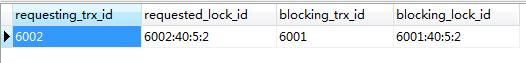 requesting_trx_id requested_lock_id blocking_trx_id blocking_lock_id
6002 6002:40:5:2 6001 6001:40:5:2